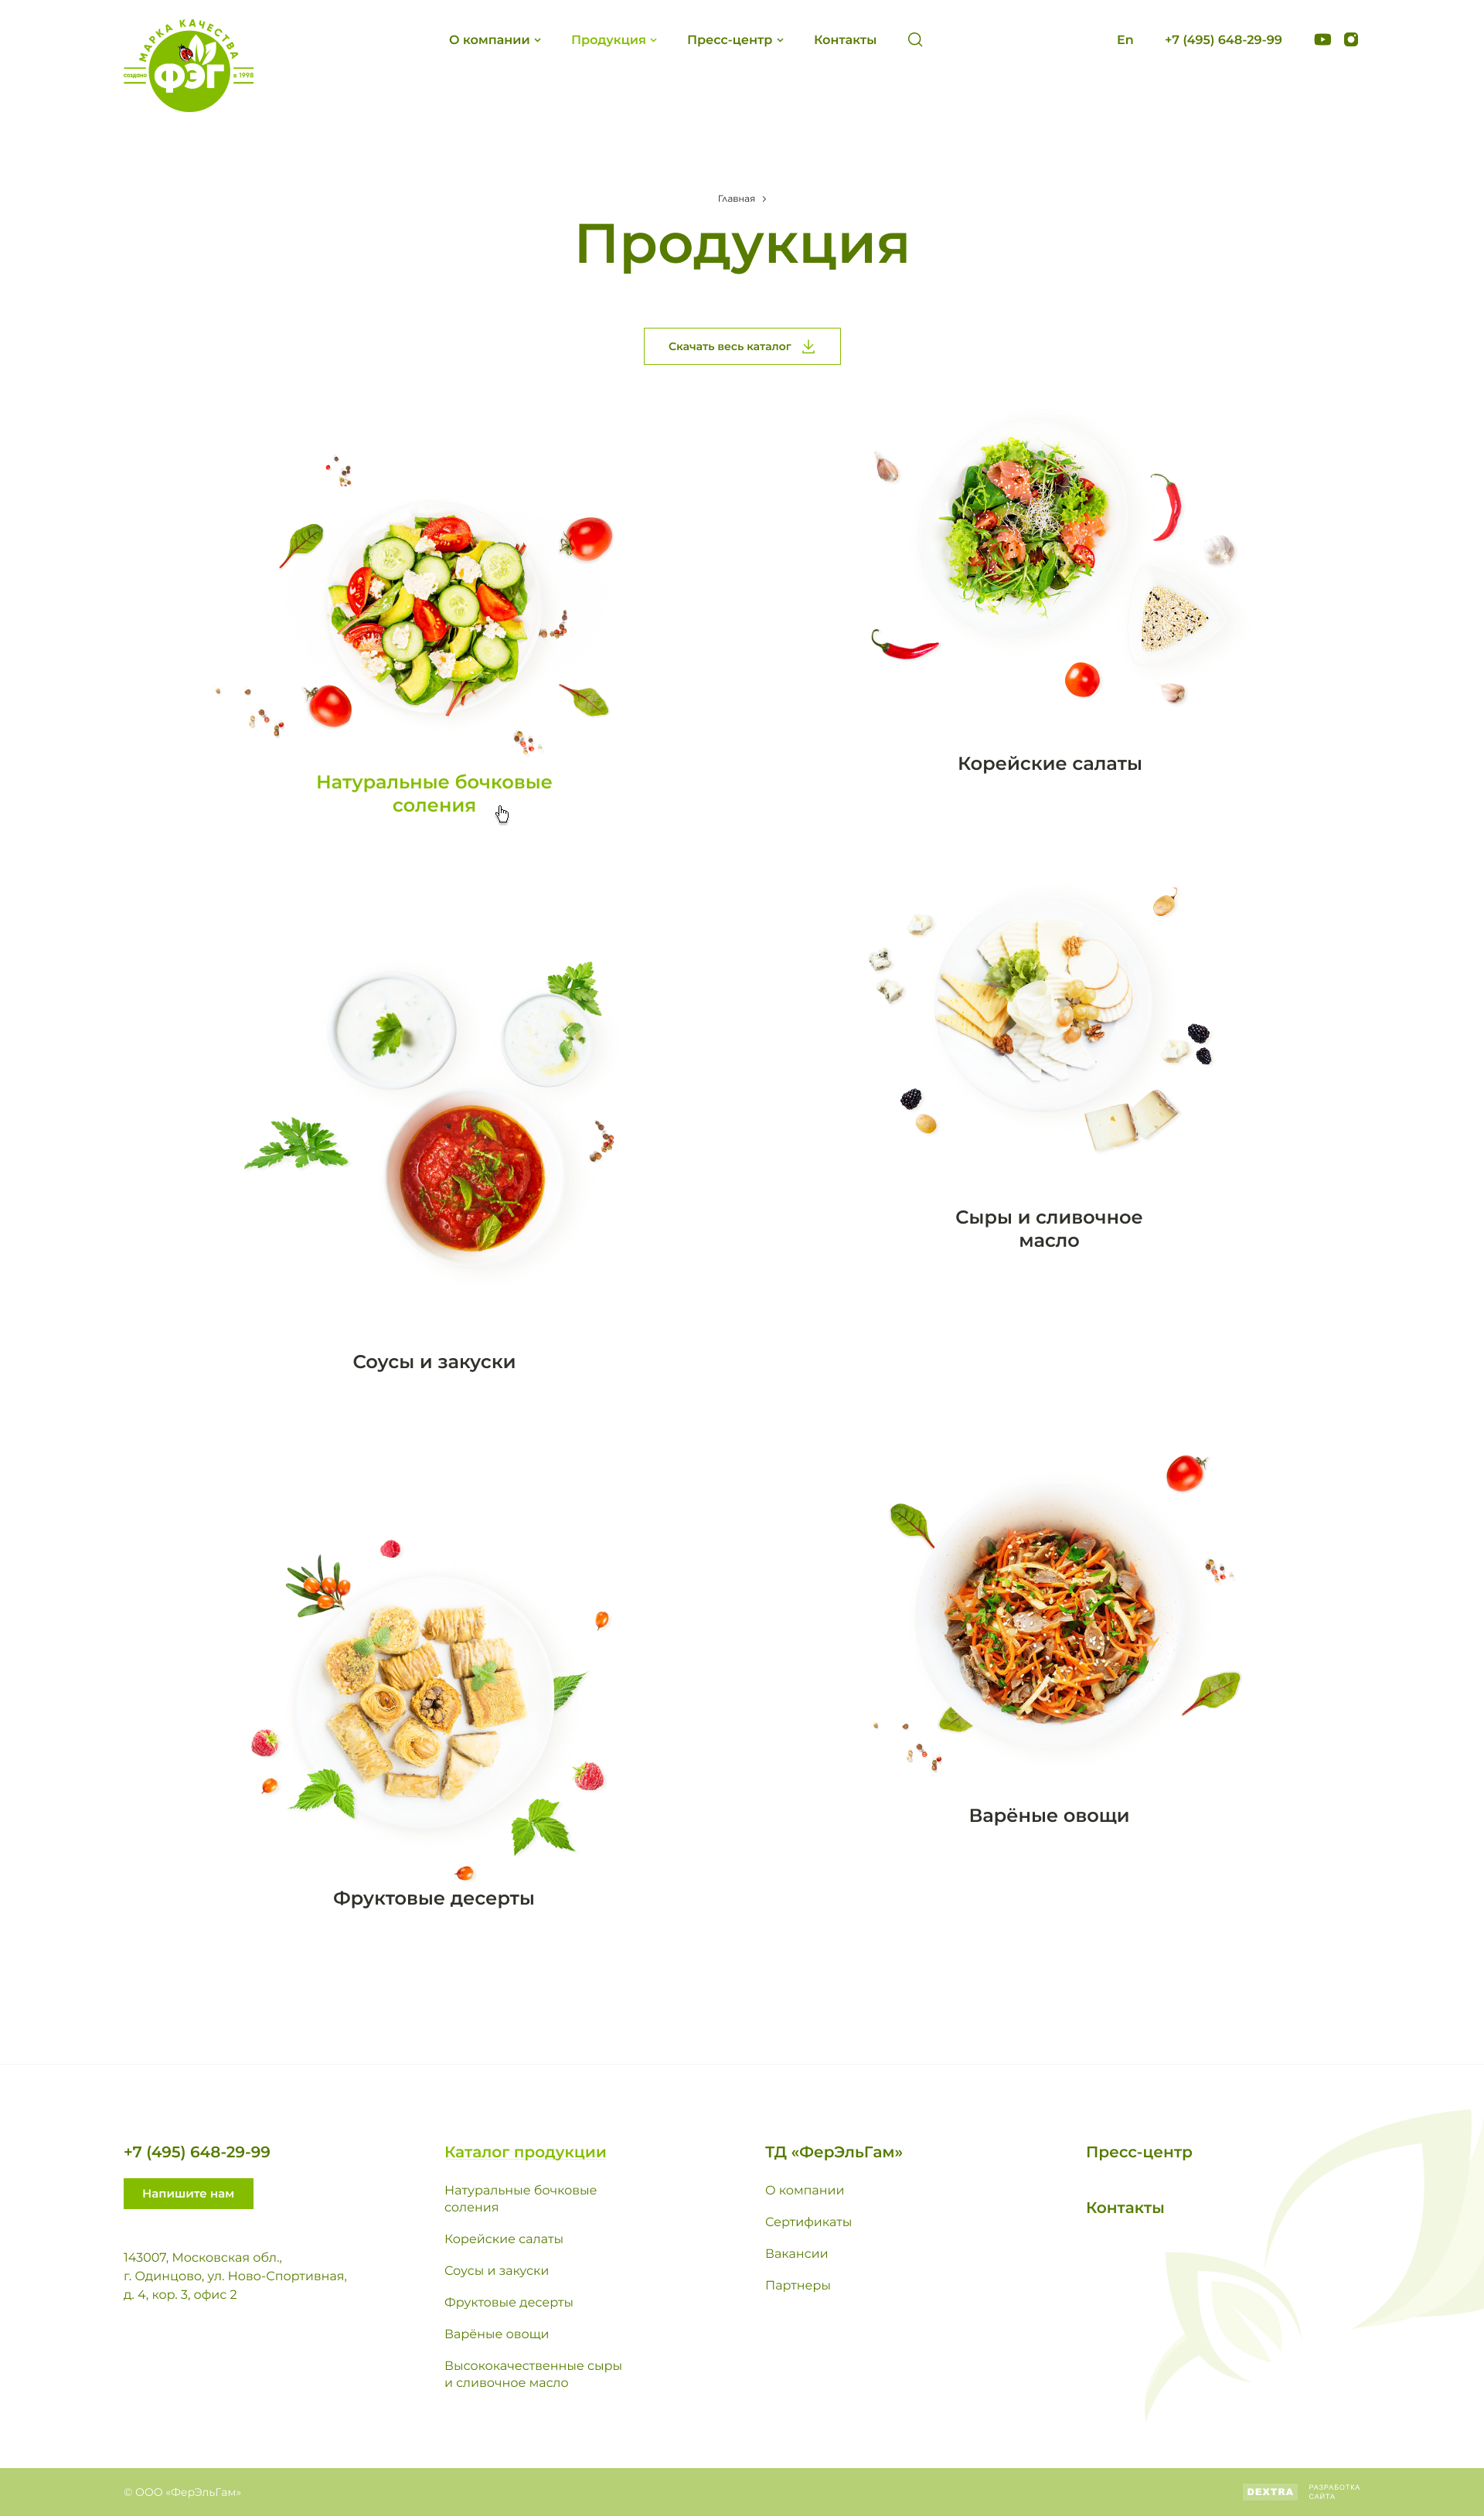 МАРКА КАЧЕСТВА
создана в 1998
ФЭГ
О компании
Продукция
Пресс-центр
Контакты
En
+7 (495) 648-29-99
Главная
Продукция
Скачать весь каталог
Натуральные бочковые
соления
Корейские салаты
Сыры и сливочное
масло
Соусы и закуски
Варёные овощи
Фруктовые десерты
+7 (495) 648-29-99
Напишите нам
143007, Московская обл.,
г. Одинцово, ул. Ново-Спортивная,
д. 4, кор. 3, офис 2
Каталог продукции
Натуральные бочковые
соления
Корейские салаты
Соусы и закуски
Фруктовые десерты
Варёные овощи
Высококачественные сыры
и сливочное масло
ТД «ФерЭльГам»
О компании
Сертификаты
Вакансии
Партнеры
Пресс-центр
Контакты
© ООО «ФерЭльГам»
DEXTRA
РАЗРАБОТКА
САЙТА